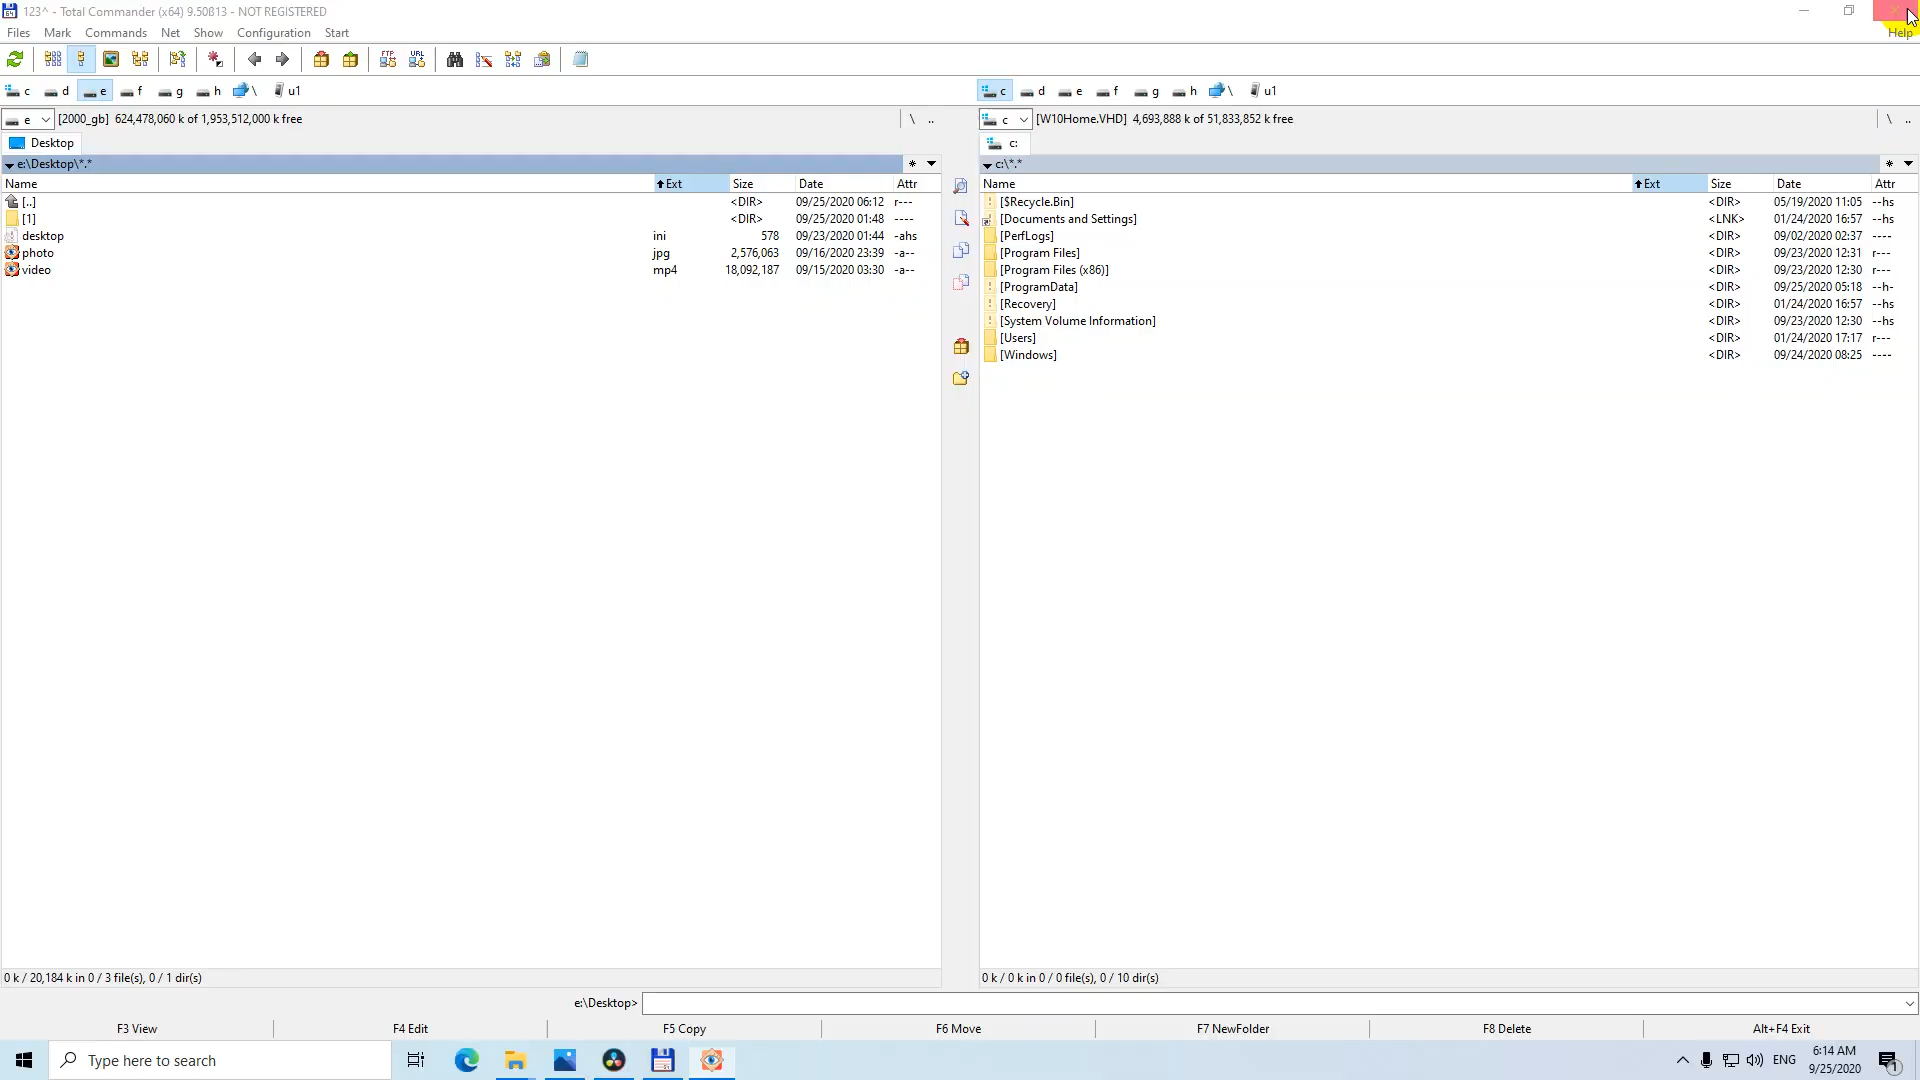 123^ - Total Commander (x64) 9.50ß13 - NOT REGISTERED
Files Mark Commands Net Show Configuration Start Help
FTP URL
c d e f g h \ u1
c d e f g h \ u1
e [2000_gb] 624,478,060 k of 1,953,512,000 k free \ ..
c [W10Home.VHD] 4,693,888 k of 51,833,852 k free \ ..
Desktop
c:
e:\Desktop\*.* *
c:\*.* *
Name Ext Size Date Attr
[..] <DIR> 09/25/2020 06:12 r---
[1] <DIR> 09/25/2020 01:48 ----
desktop ini 578 09/23/2020 01:44 -ahs
photo jpg 2,576,063 09/16/2020 23:39 -a--
video mp4 18,092,187 09/15/2020 03:30 -a--
Name Ext Size Date Attr
[$Recycle.Bin] <DIR> 05/19/2020 11:05 --hs
[Documents and Settings] <LNK> 01/24/2020 16:57 --hs
[PerfLogs] <DIR> 09/02/2020 02:37 ----
[Program Files] <DIR> 09/23/2020 12:31 r---
[Program Files (x86)] <DIR> 09/23/2020 12:30 r---
[ProgramData] <DIR> 09/25/2020 05:18 --h-
[Recovery] <DIR> 01/24/2020 16:57 --hs
[System Volume Information] <DIR> 09/23/2020 12:30 --hs
[Users] <DIR> 01/24/2020 17:17 r---
[Windows] <DIR> 09/24/2020 08:25 ----
0 k / 20,184 k in 0 / 3 file(s), 0 / 1 dir(s)
0 k / 0 k in 0 / 0 file(s), 0 / 10 dir(s)
e:\Desktop>
F3 View F4 Edit F5 Copy F6 Move F7 NewFolder F8 Delete Alt+F4 Exit
Type here to search
ENG
6:14 AM
9/25/2020
1